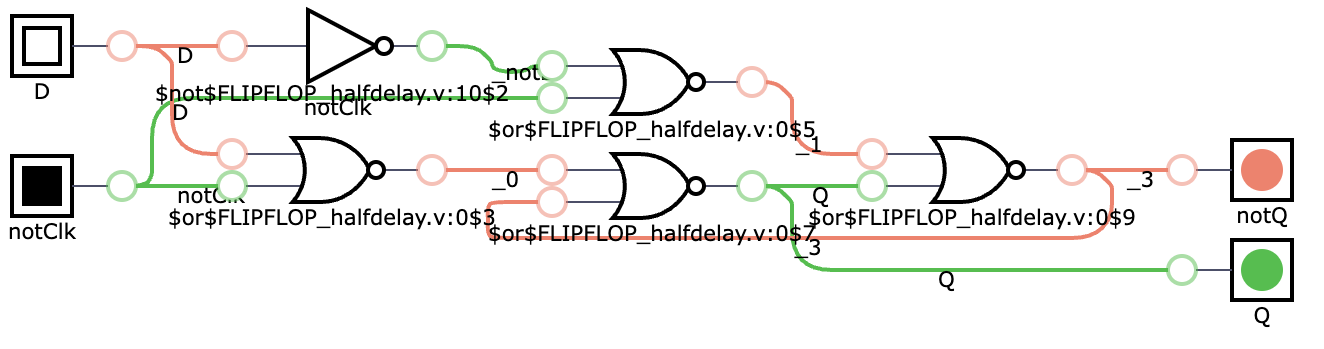 D
D
_not
$not$FLIPFLOP_halfdelay.v:10$2
notClk
D
$or$FLIPFLOP_halfdelay.v:0$5
_1
notClk
notClk
$or$FLIPFLOP_halfdelay.v:0$3
_0
$or$FLIPFLOP_halfdelay.v:0$7
Q
_3
$or$FLIPFLOP_halfdelay.v:0$9
_3
notQ
Q
Q